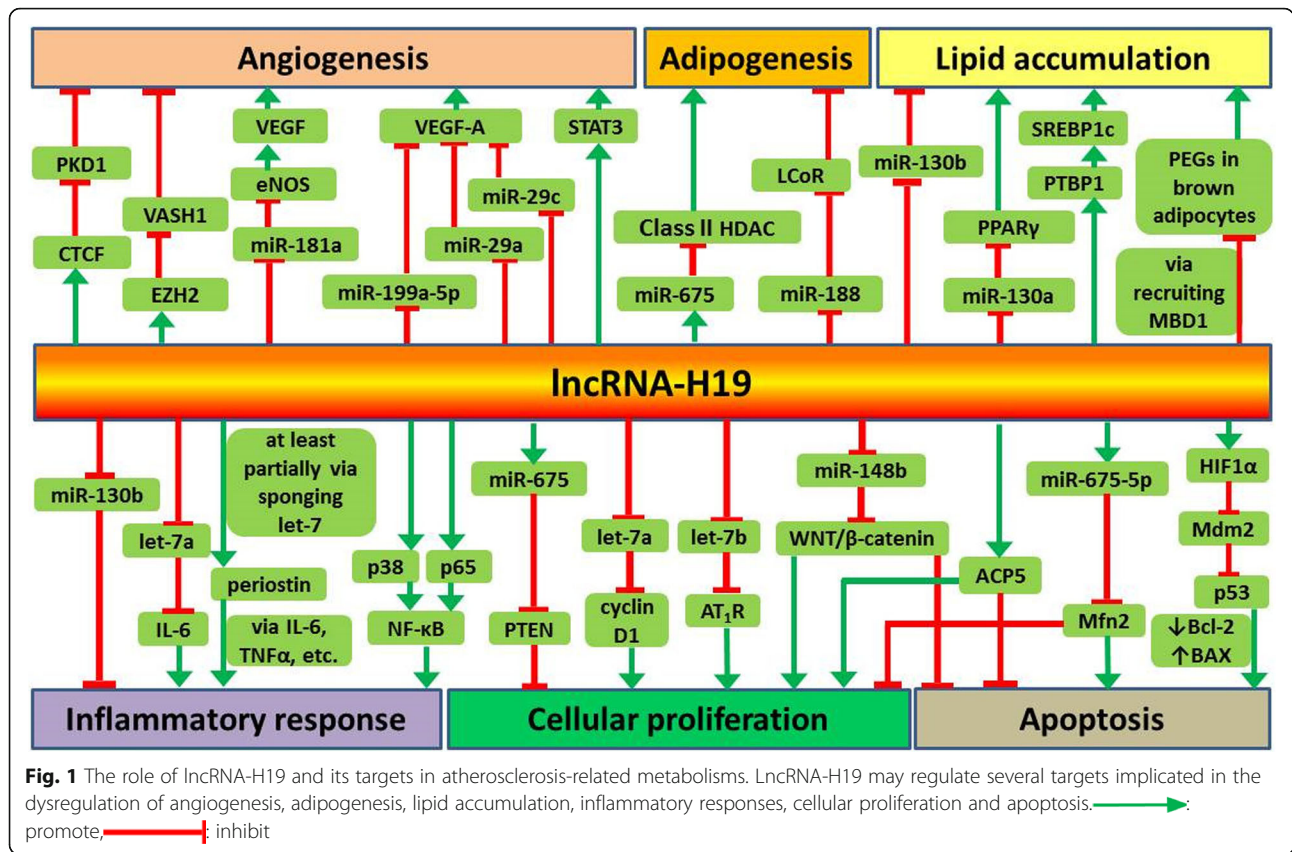 Angiogenesis
Adipogenesis
Lipid accumulation
PKD1
CTCF
VASH1
EZH2
VEGF
eNOS
miR-181a
VEGF-A
miR-29c
miR-29a
miR-199a-5p
STAT3
Class II HDAC
miR-675
LCoR
miR-188
miR-130b
PPARγ
miR-130a
SREBP1c
PTBP1
PEGs in
brown
adipocytes
via
recruiting
MBD1
lncRNA-H19
miR-130b
let-7a
IL-6
at least
partially via
sponging
let-7
periostin
via IL-6,
TNFα, etc.
p38
p65
NF-κB
miR-675
PTEN
let-7a
cyclin
D1
let-7b
AT₁R
miR-148b
WNT/β-catenin
ACP5
miR-675-5p
Mfn2
HIF1α
Mdm2
p53
↓Bcl-2
↑BAX
Inflammatory response
Cellular proliferation
Apoptosis
Fig. 1 The role of lncRNA-H19 and its targets in atherosclerosis-related metabolisms. LncRNA-H19 may regulate several targets implicated in the
dysregulation of angiogenesis, adipogenesis, lipid accumulation, inflammatory responses, cellular proliferation and apoptosis. :
promote, : inhibit